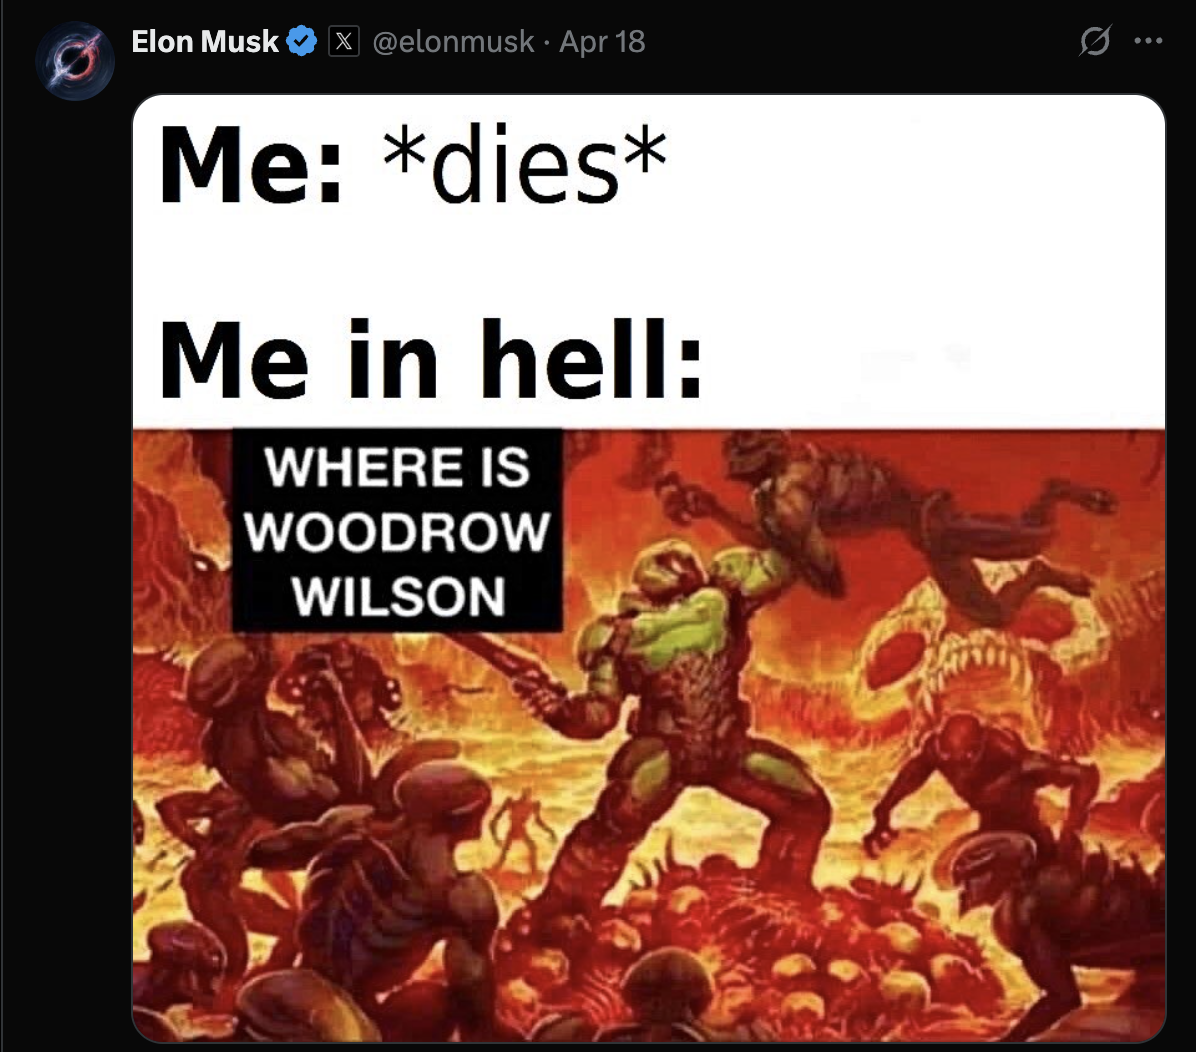 Elon Musk @elonmusk · Apr 18
Me: *dies*
Me in hell:
WHERE IS
WOODROW
WILSON